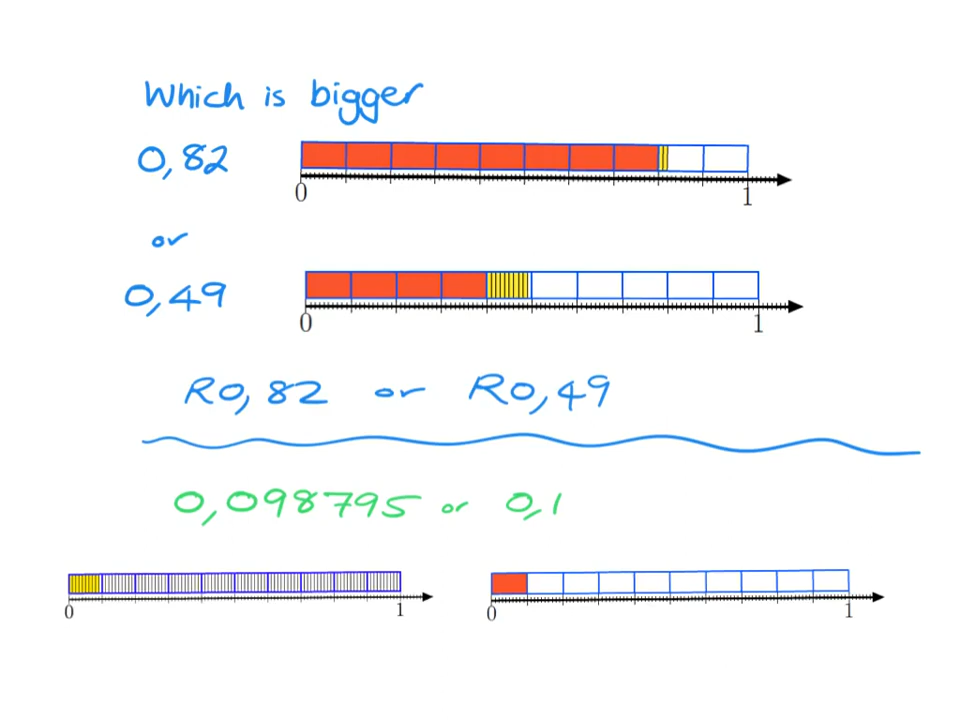 Which is bigger
0,82
0 1
or
0,49
0 1
R0,82 or R0,49
0,098795 or 0,1
0 1 0 1